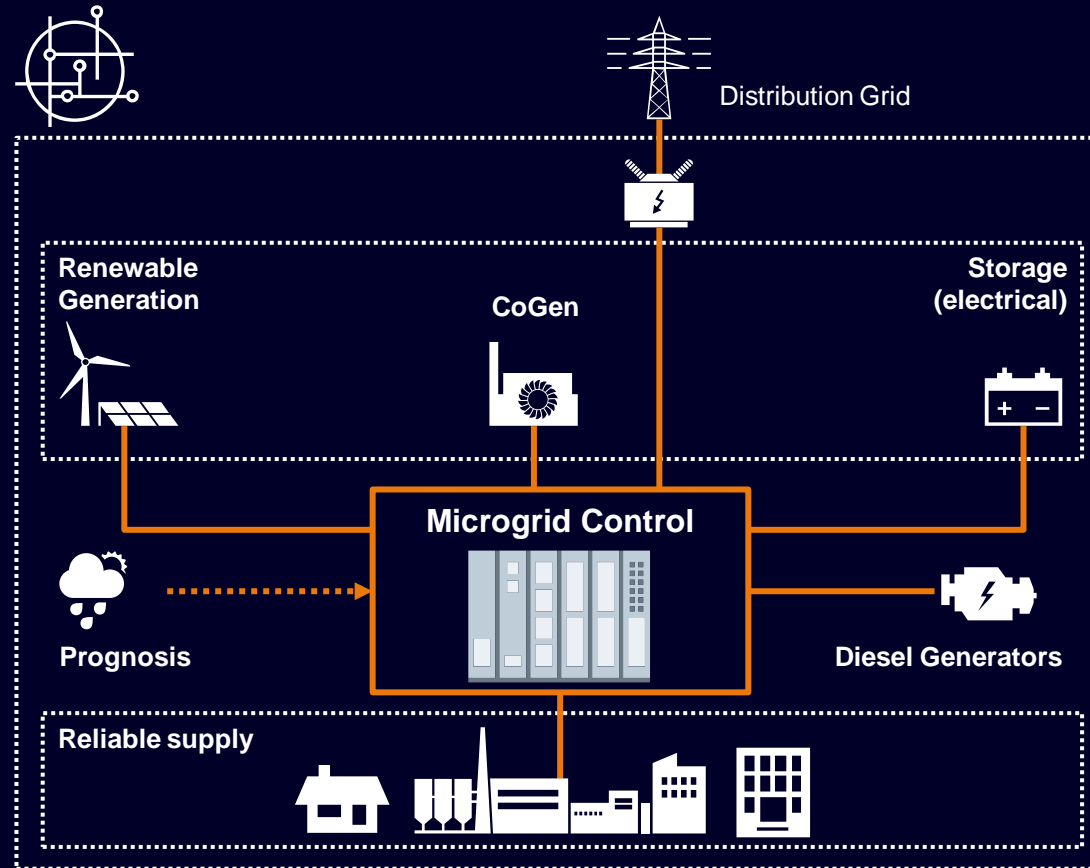 Distribution Grid
Renewable
Generation
CoGen
Storage
(electrical)
+ −
Microgrid Control
Prognosis
Diesel Generators
Reliable supply